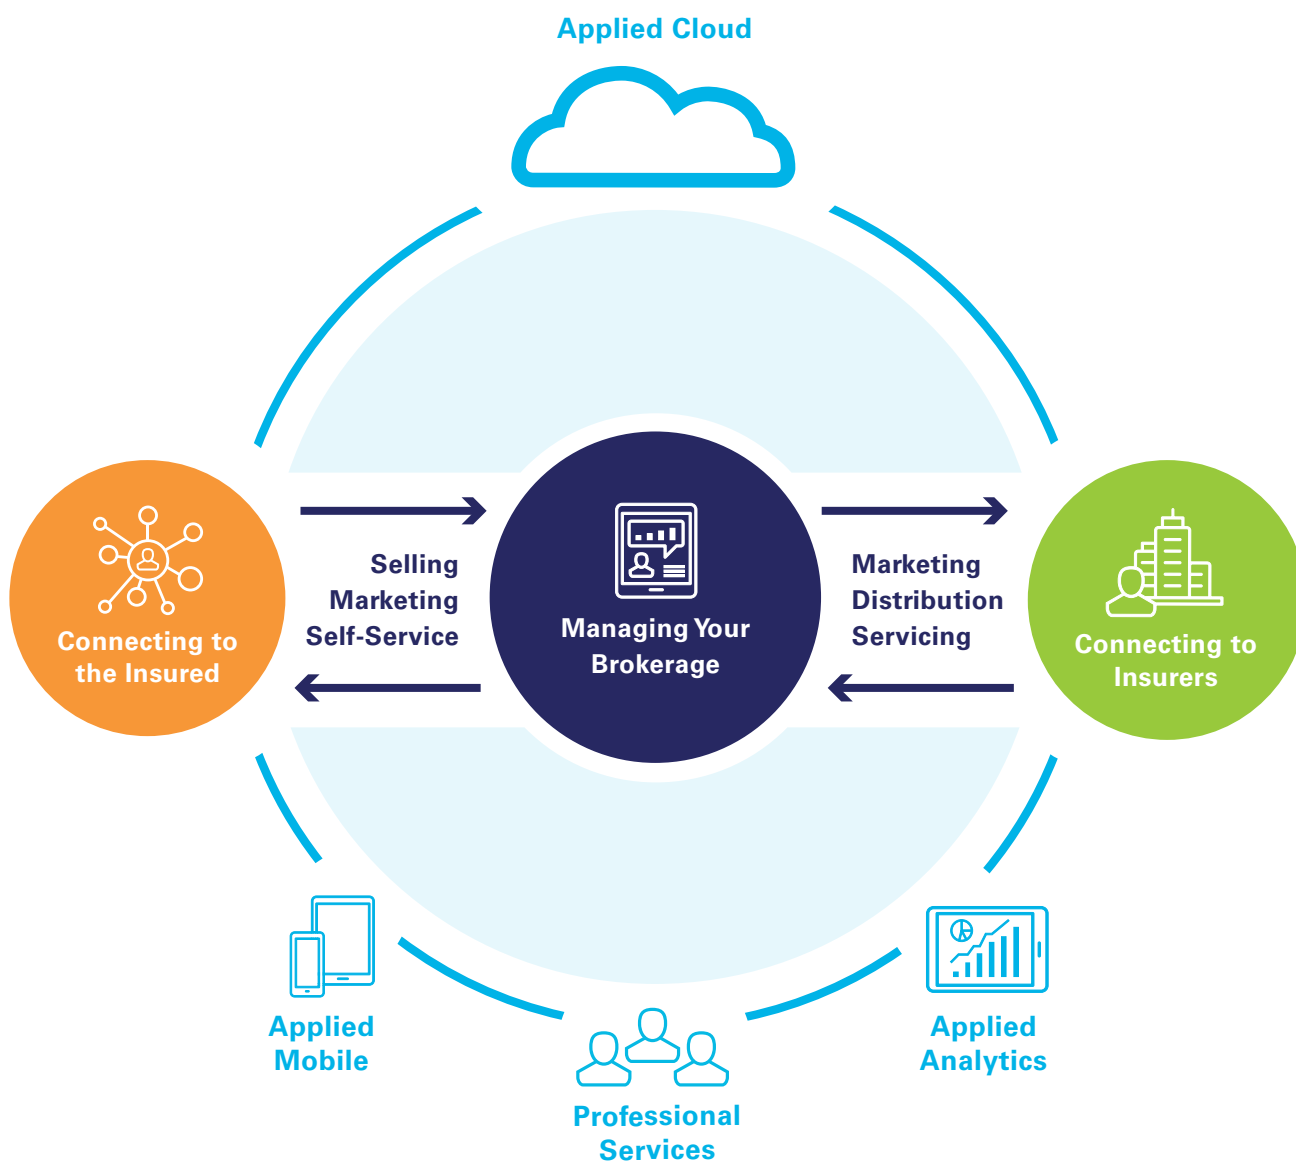 Applied Cloud
Connecting to
the Insured
Selling
Marketing
Self-Service
Managing Your
Brokerage
Marketing
Distribution
Servicing
Connecting to
Insurers
Applied
Mobile
Professional
Services
Applied
Analytics